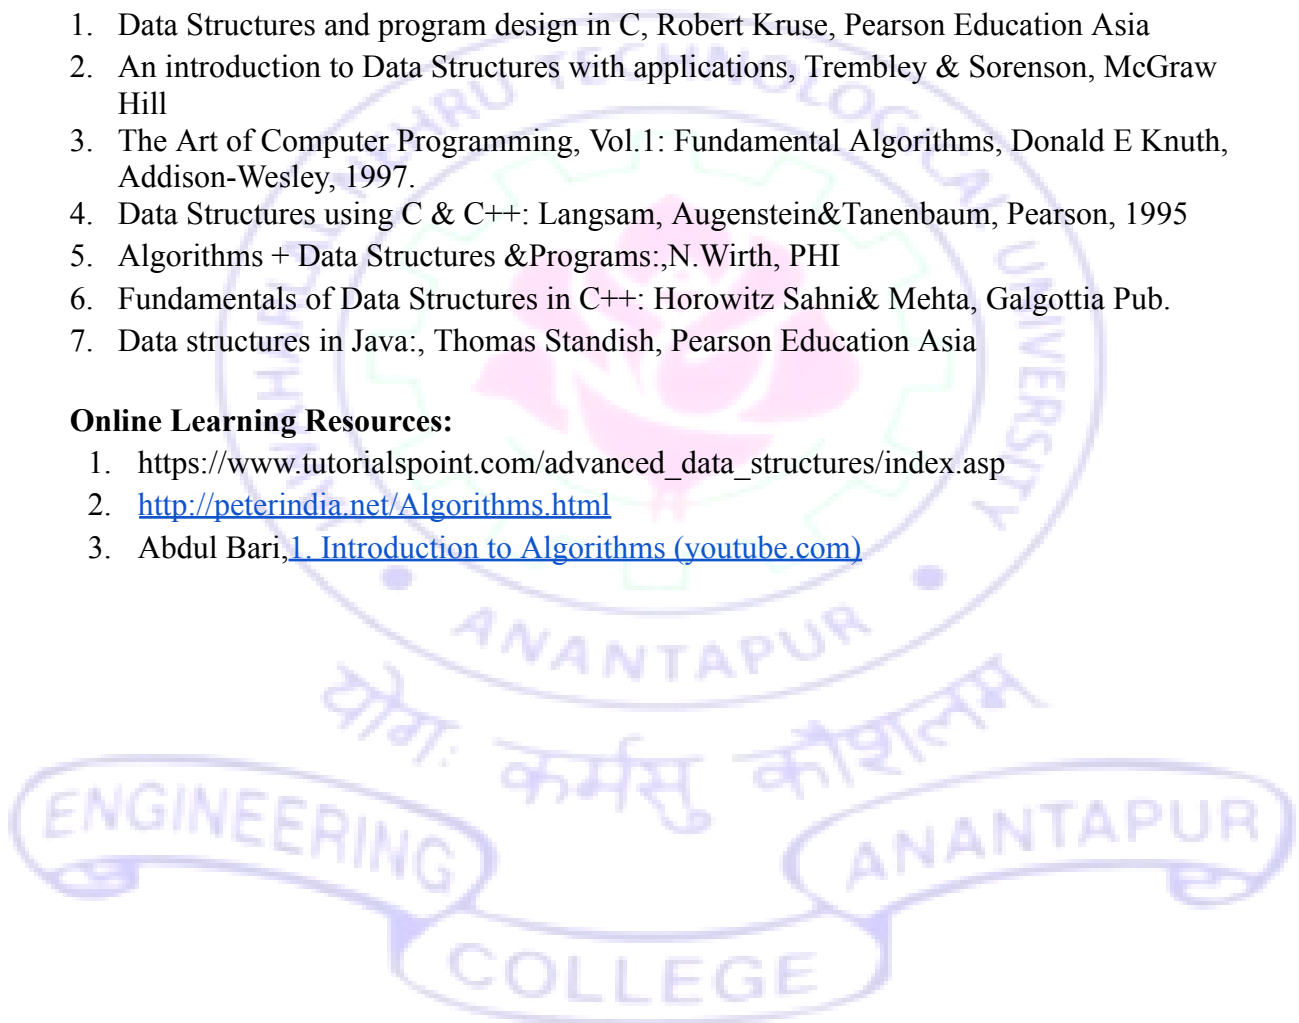 1. Data Structures and program design in C, Robert Kruse, Pearson Education Asia
2. An introduction to Data Structures with applications, Trembley & Sorenson, McGraw
Hill
3. The Art of Computer Programming, Vol.1: Fundamental Algorithms, Donald E Knuth,
Addison-Wesley, 1997.
4. Data Structures using C & C++: Langsam, Augenstein&Tanenbaum, Pearson, 1995
5. Algorithms + Data Structures &Programs:,N.Wirth, PHI
6. Fundamentals of Data Structures in C++: Horowitz Sahni& Mehta, Galgottia Pub.
7. Data structures in Java:, Thomas Standish, Pearson Education Asia
Online Learning Resources:
1. https://www.tutorialspoint.com/advanced_data_structures/index.asp
2. http://peterindia.net/Algorithms.html
3. Abdul Bari,1. Introduction to Algorithms (youtube.com)
JAWAHARLAL NEHRU TECHNOLOGICAL UNIVERSITY
ANANTAPUR
योगः कर्मसु कौशलम
ENGINEERING
COLLEGE
ANANTAPUR